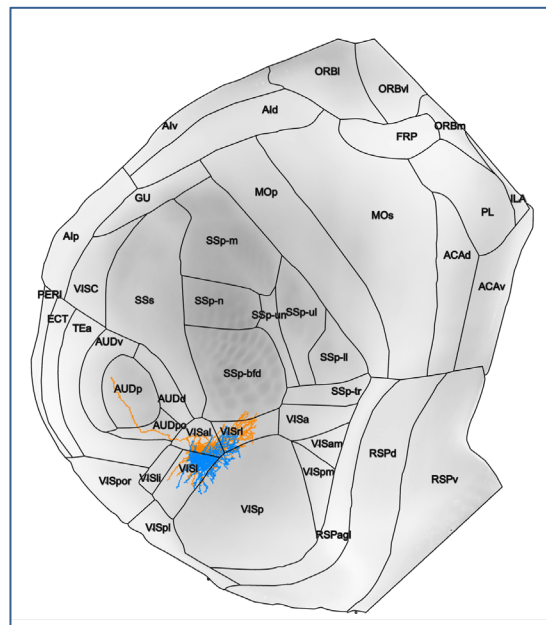 ORBl
ORBvl
AId
ORBm
AIv
FRP
GU
MOp
ILA
MOs
PL
AIp
SSp-m
ACAd
VISC
ACAv
PERI
SSs
SSp-n
ECT
SSp-un
SSp-ul
TEa
AUDv
SSp-ll
SSp-bfd
AUDp
SSp-tr
AUDd
VISa
AUDpo
VISal
VISrl
VISam
RSPd
VISli
VISl
VISpm
RSPv
VISpor
VISp
VISpl
RSPagl